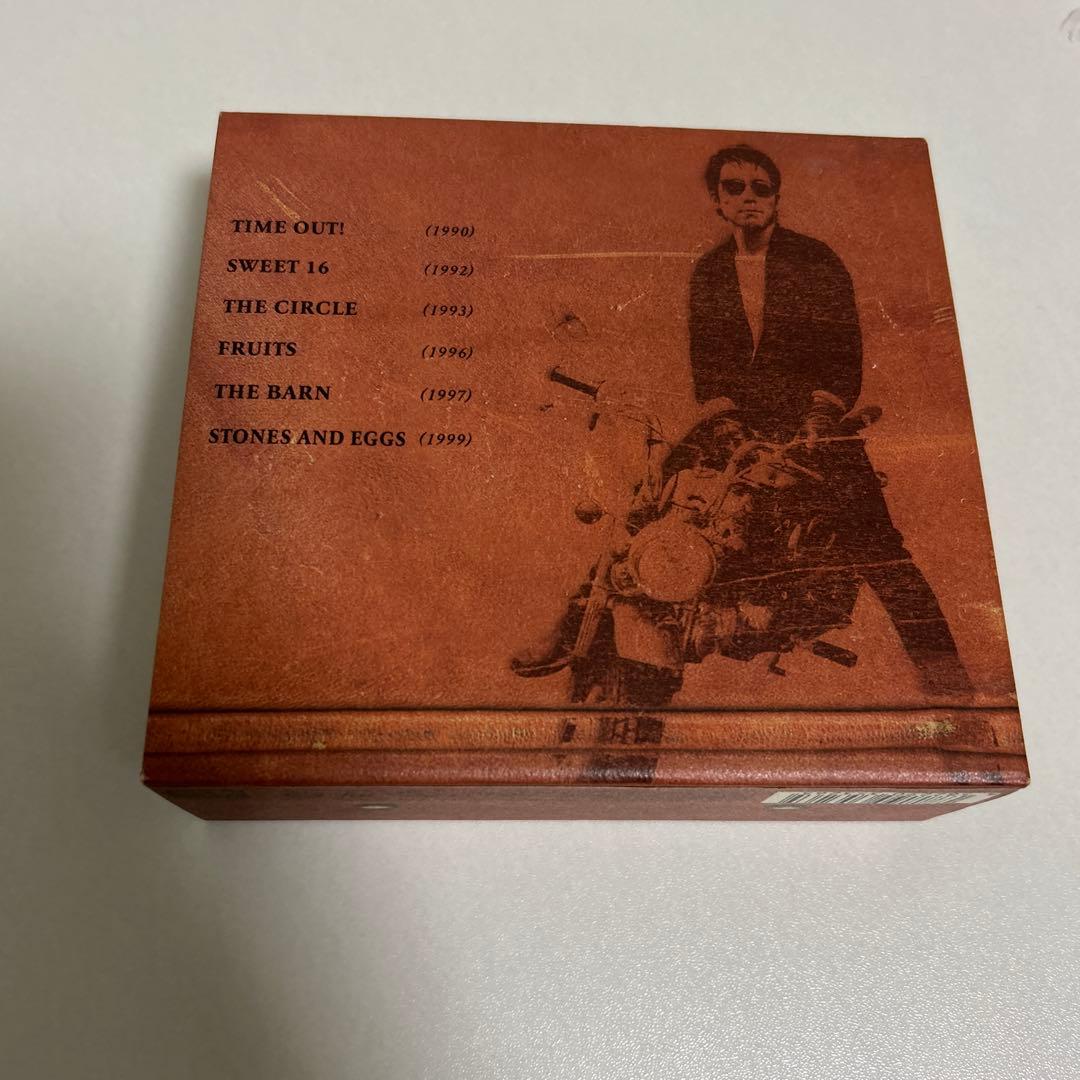 TIME OUT! (1990)
SWEET 16 (1992)
THE CIRCLE (1993)
FRUITS (1996)
THE BARN (1997)
STONES AND EGGS (1999)